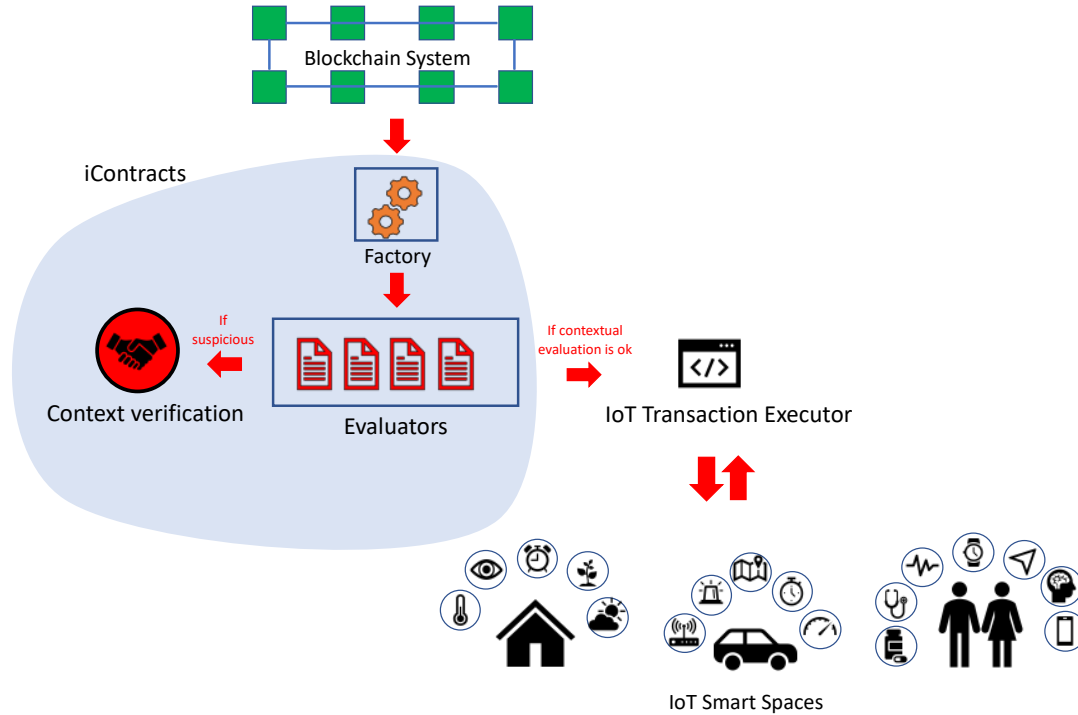 Blockchain System
iContracts
Factory
If
suspicious
If contextual
evaluation is ok
</>
Context verification
Evaluators
IoT Transaction Executor
IoT Smart Spaces